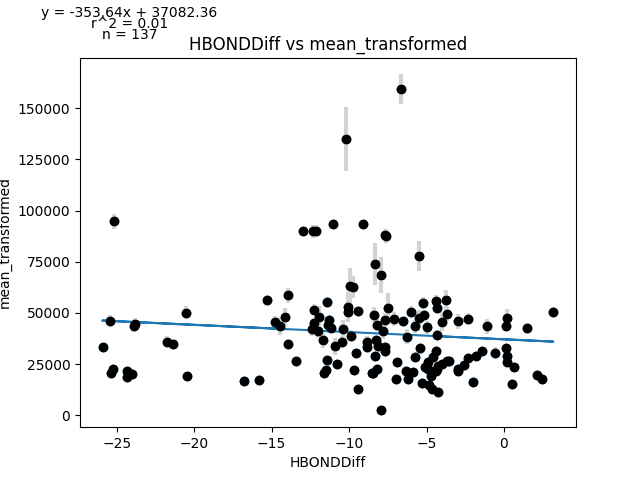 y = -353.64x + 37082.36
r^2 = 0.01
n = 137
HBONDDiff vs mean_transformed
150000
125000
100000
75000
50000
25000
0
mean_transformed
−25 −20 −15 −10 −5 0
HBONDDiff